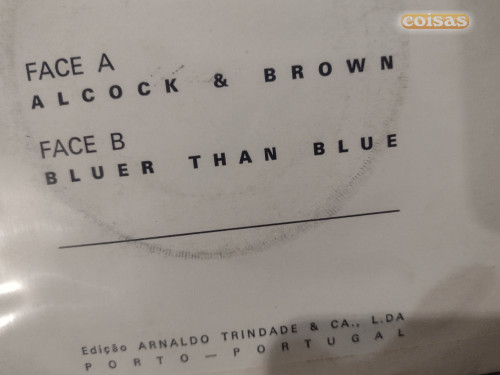 coisas
FACE A
ALCOCK & BROWN
FACE B
BLUER THAN BLUE
Edição ARNALDO TRINDADE & CA., L.DA
PORTO — PORTUGAL